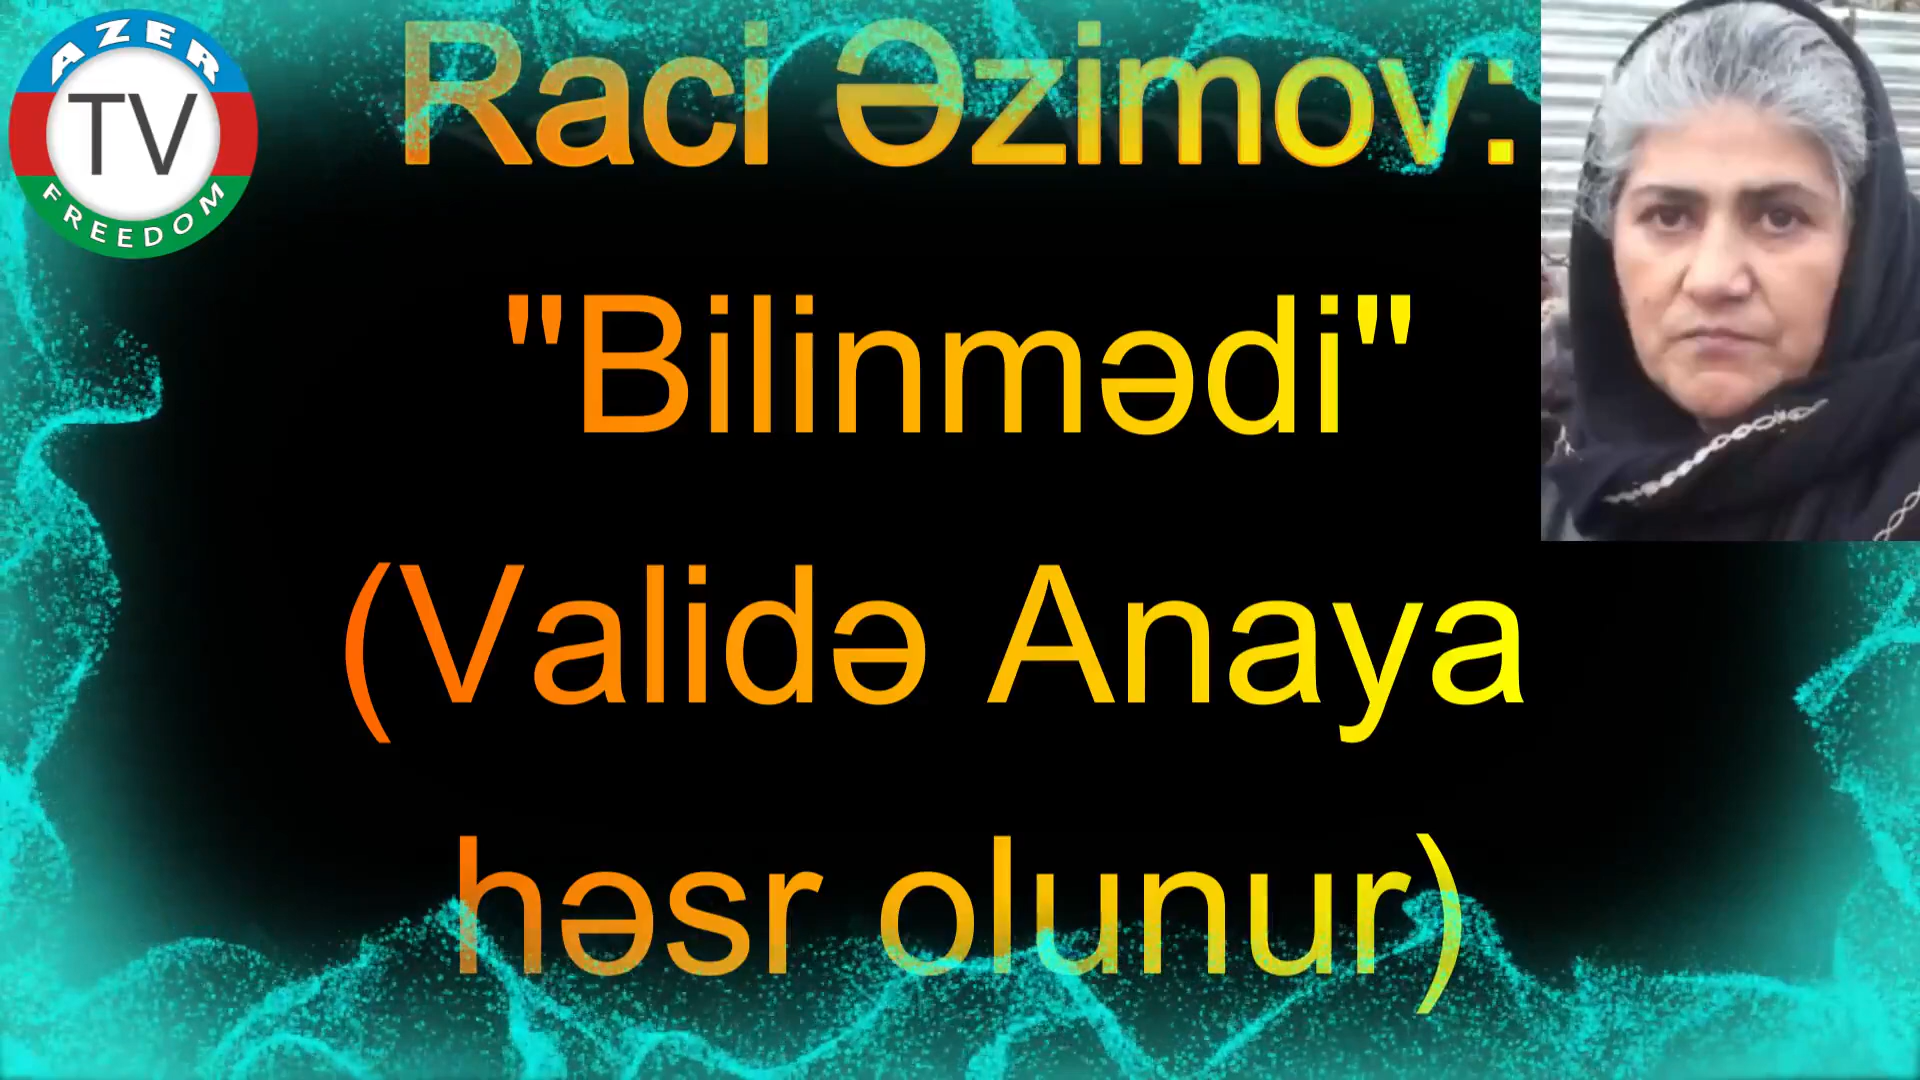 AZER
TV
FREEDOM
Raci Əzimov:
"Bilinmədi"
(Validə Anaya
həsr olunur)